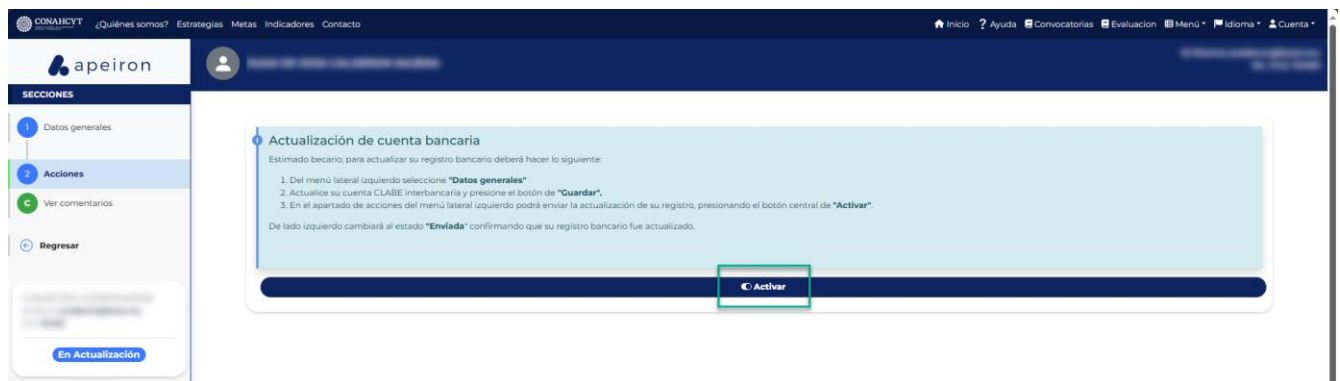 CONAHCYT ¿Quiénes somos? Estrategias Metas Indicadores Contacto
Inicio ? Ayuda Convocatorias Evaluacion Menú Idioma Cuenta
apeiron
SECCIONES
1 Datos generales
2 Acciones
C Ver comentarios
Regresar
En Actualización
Actualización de cuenta bancaria
Estimado becario, para actualizar su registro bancario deberá hacer lo siguiente:
1. Del menú lateral izquierdo seleccione "Datos generales"
2. Actualice su cuenta CLABE interbancaria y presione el botón de "Guardar".
3. En el apartado de acciones del menú lateral izquierdo podrá enviar la actualización de su registro, presionando el botón central de "Activar".
De lado izquierdo cambiará al estado "Enviada" confirmando que su registro bancario fue actualizado.
Activar